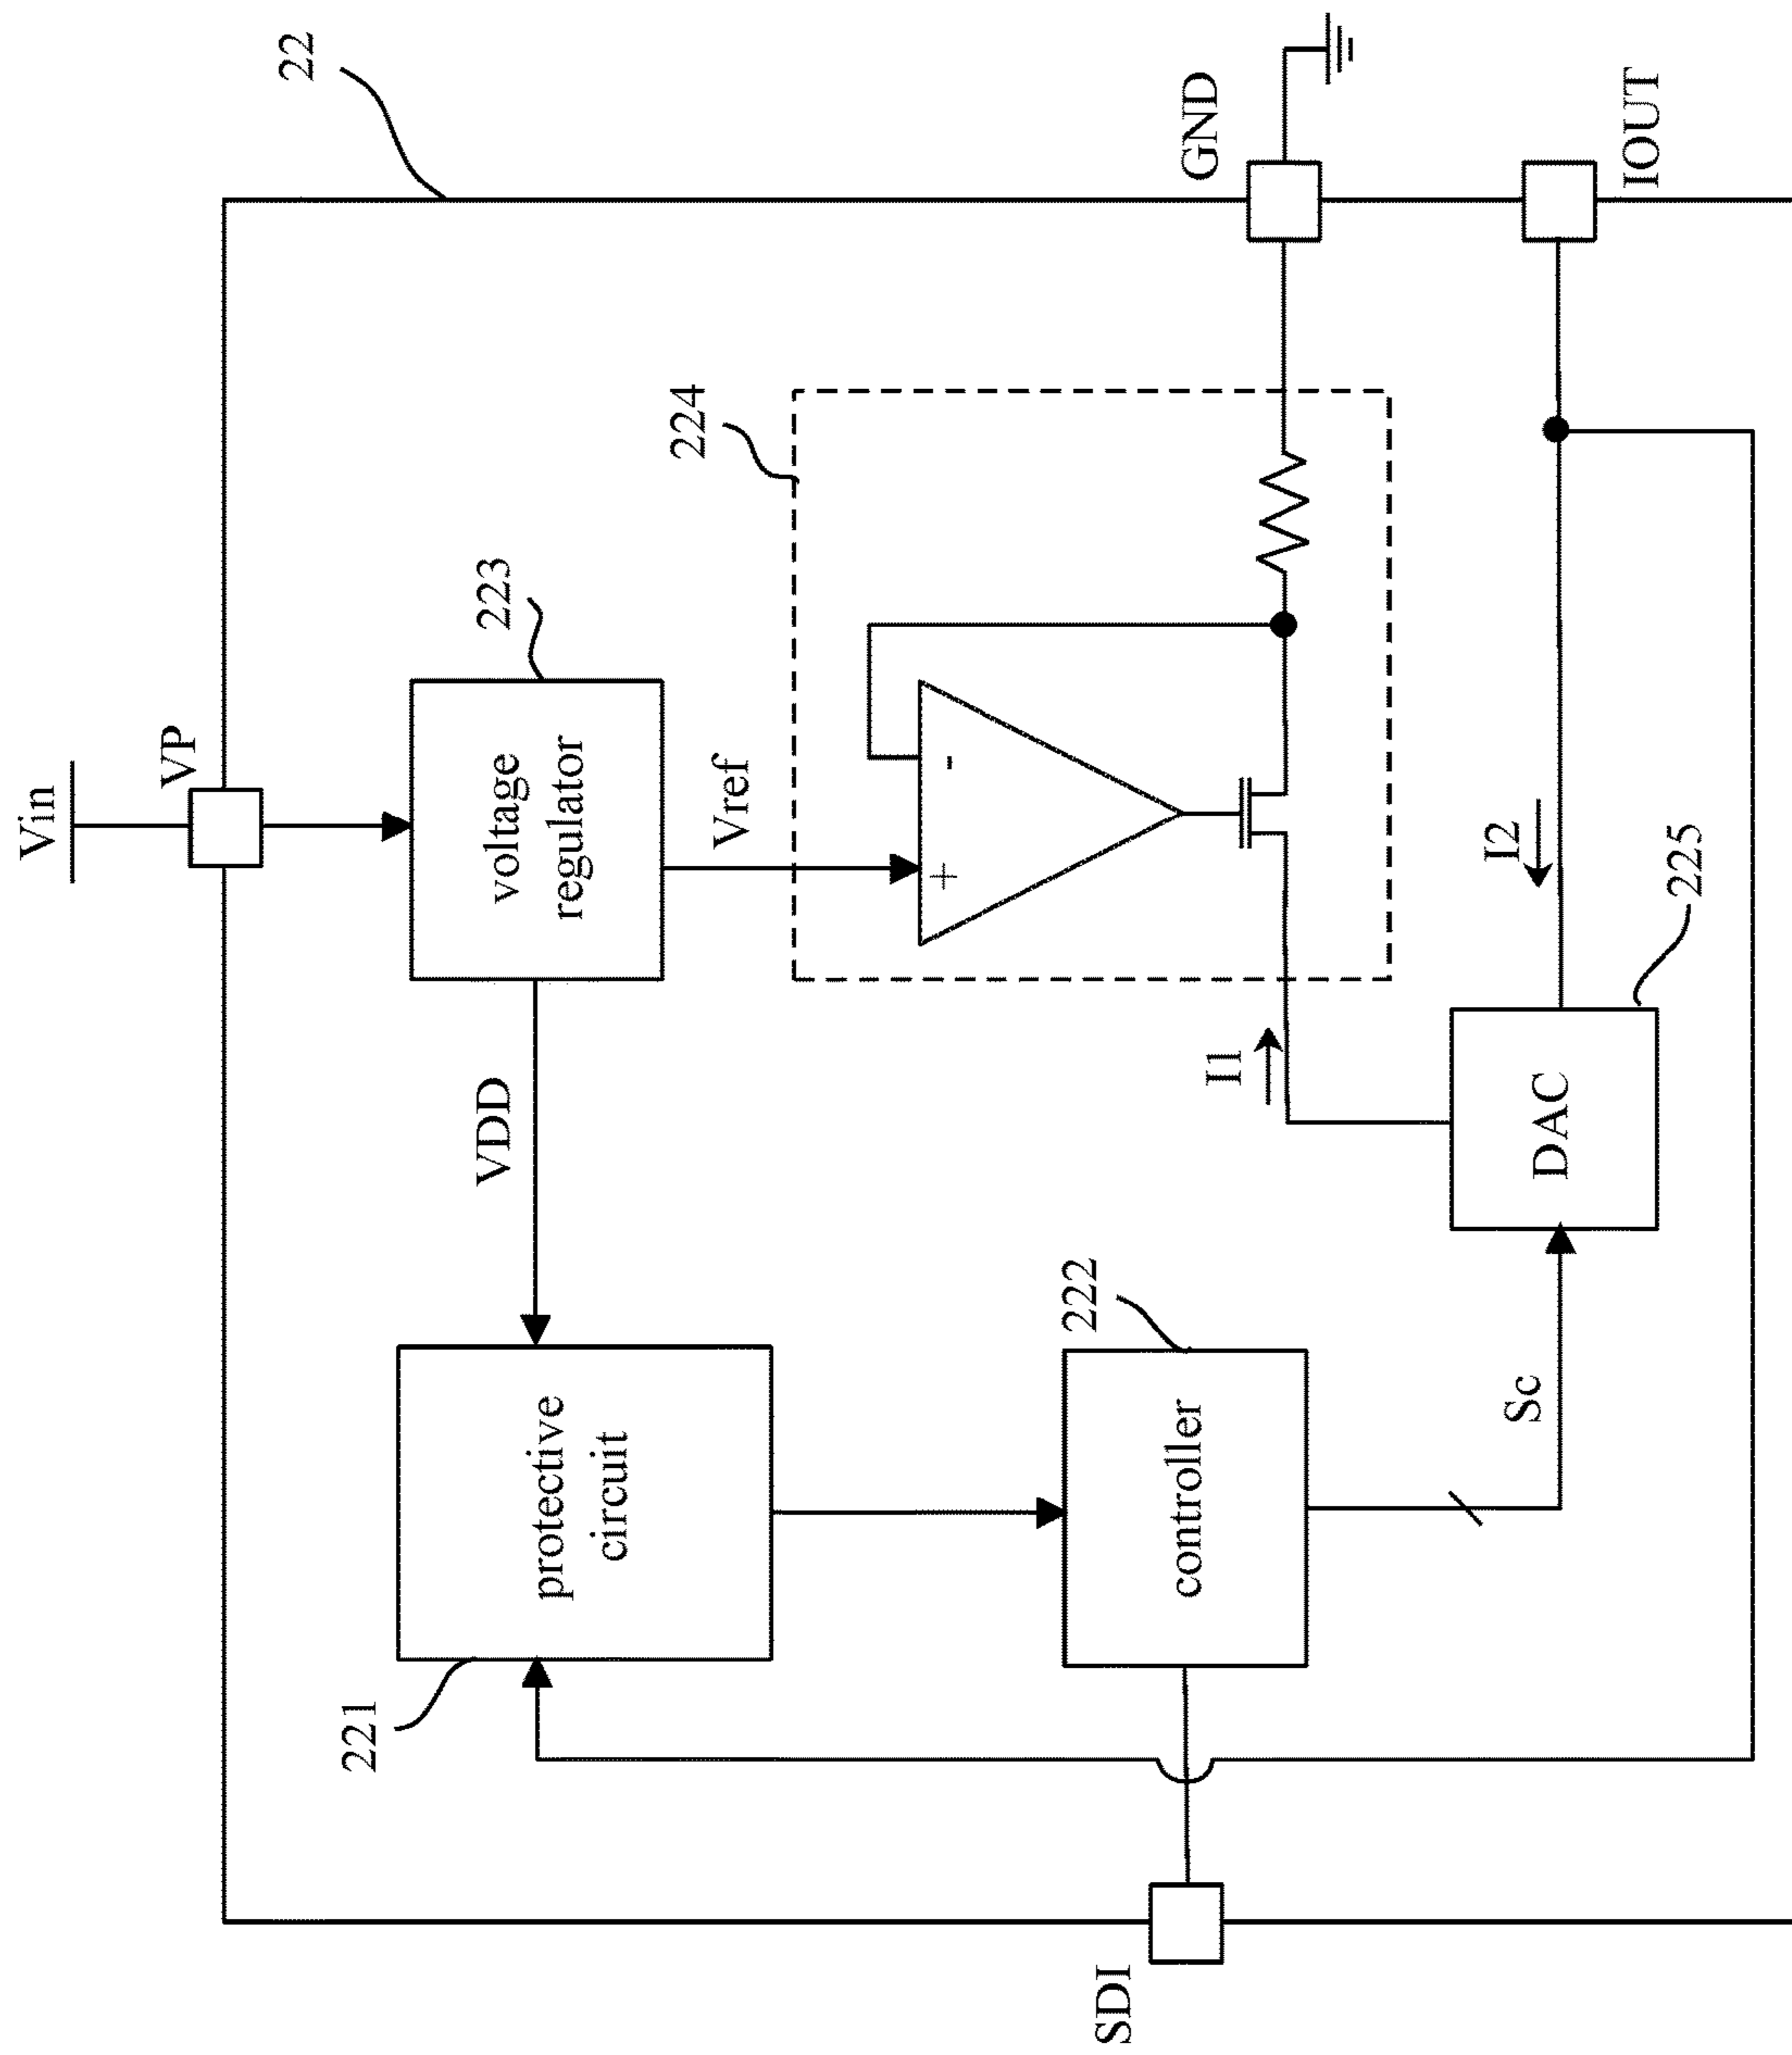 Vin
VP
22
voltage
regulator
223
VDD
Vref
protective
circuit
221
224
+
-
GND
I1
controller
222
SDI
Sc
DAC
225
I2
IOUT